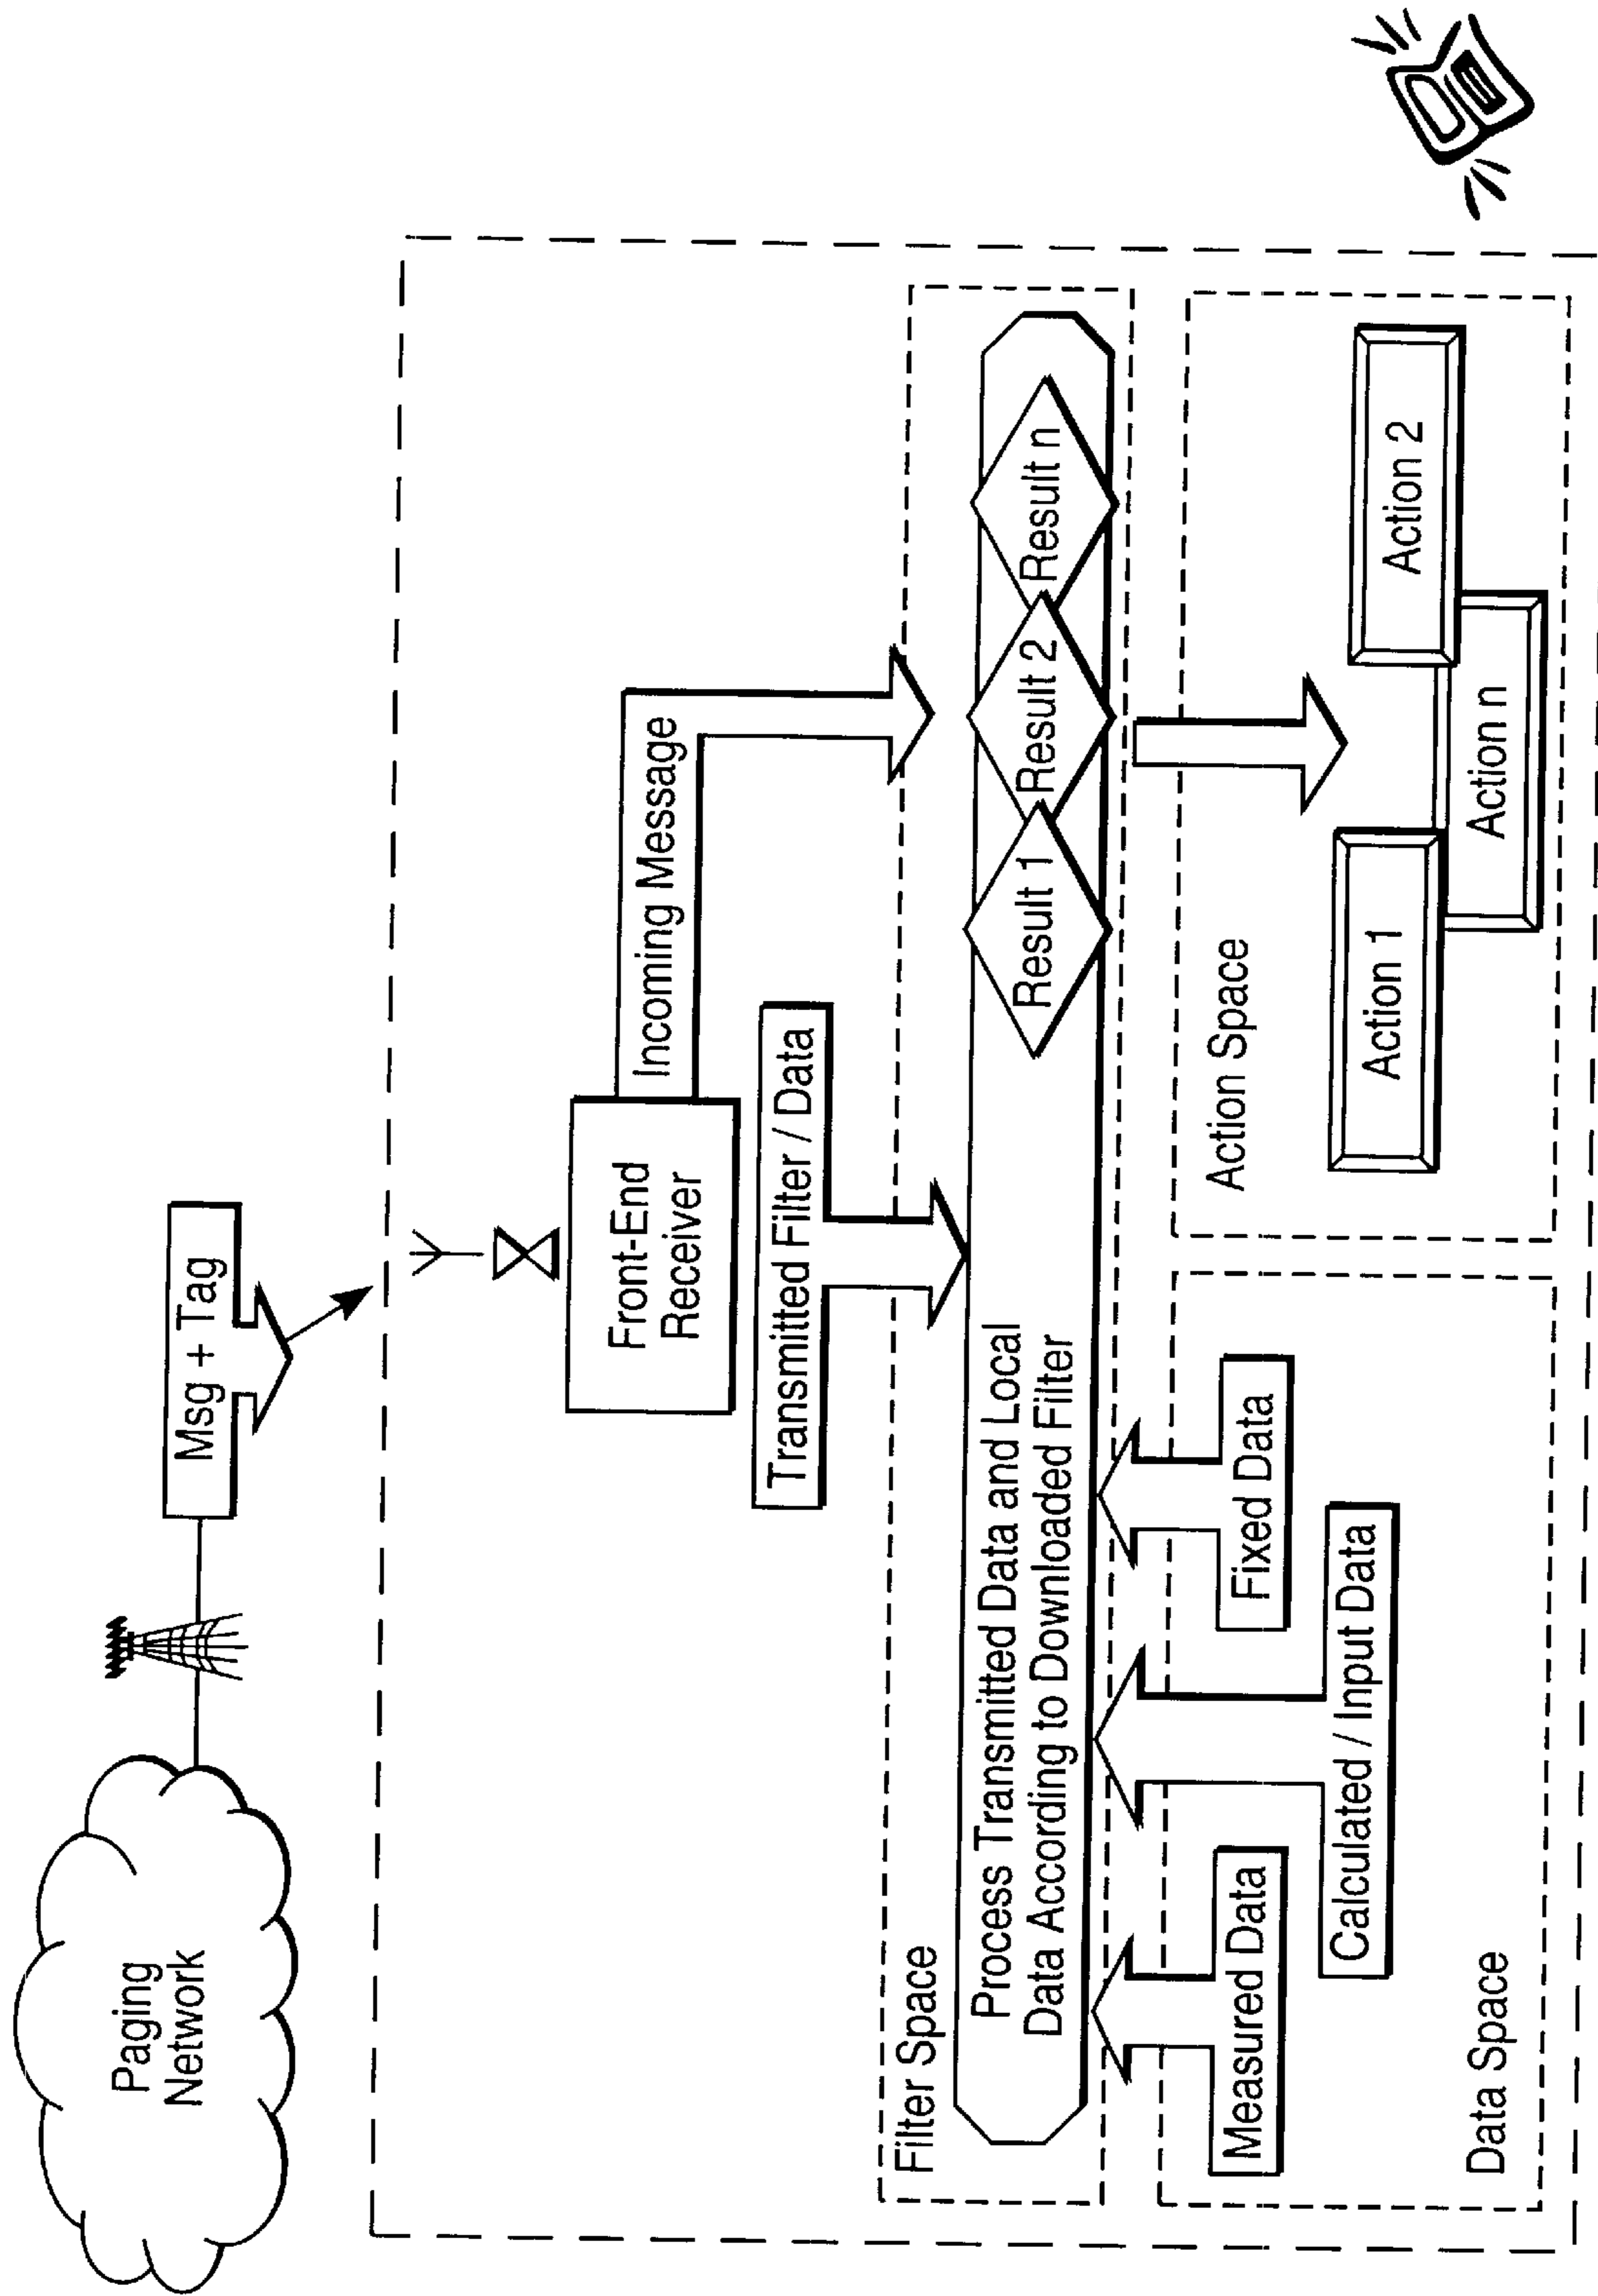 Paging
Network
Msg + Tag
Front-End
Receiver
Incoming Message
Transmitted Filter / Data
Filter Space
Process Transmitted Data and Local
Data According to Downloaded Filter
Result 1
Result 2
Result n
Measured Data
Calculated / Input Data
Fixed Data
Data Space
Action Space
Action 1
Action n
Action 2